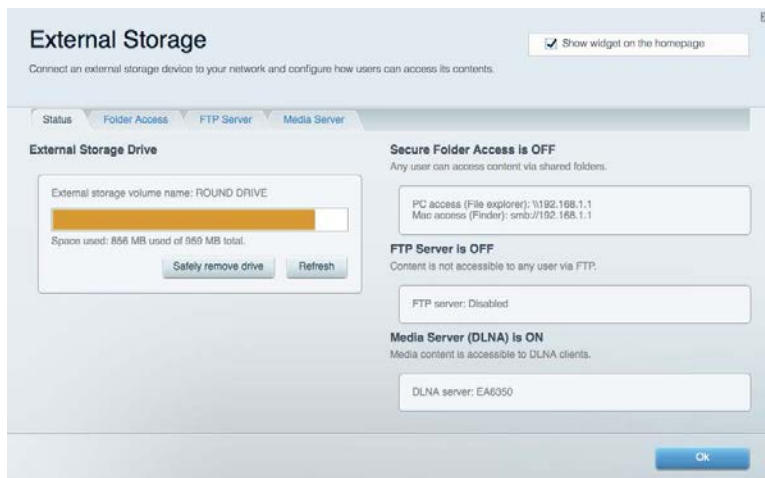 External Storage
Show widget on the homepage
Connect an external storage device to your network and configure how users can access its contents.
Status
Folder Access
FTP Server
Media Server
External Storage Drive
External storage volume name: ROUND DRIVE
Space used: 856 MB used of 959 MB total.
Safely remove drive
Refresh
Secure Folder Access is OFF
Any user can access content via shared folders.
PC access (File explorer): \\192.168.1.1
Mac access (Finder): smb://192.168.1.1
FTP Server is OFF
Content is not accessible to any user via FTP.
FTP server: Disabled
Media Server (DLNA) is ON
Media content is accessible to DLNA clients.
DLNA server: EA6350
Ok